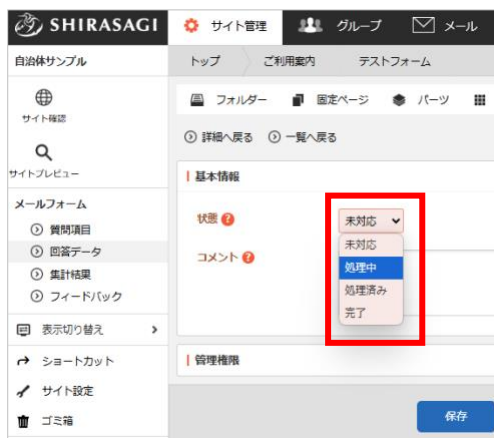 SHIRASAGI
サイト管理 グループ メール
自治体サンプル
トップ ご利用案内 テストフォーム
フォルダー 固定ページ パーツ
サイト確認
詳細へ戻る 一覧へ戻る
サイトプレビュー
基本情報
メールフォーム
質問項目
回答データ
集計結果
フィードバック
状態 未対応
未対応
処理中
処理済み
完了
コメント
表示切り替え
ショートカット
管理権限
サイト設定
ゴミ箱
保存